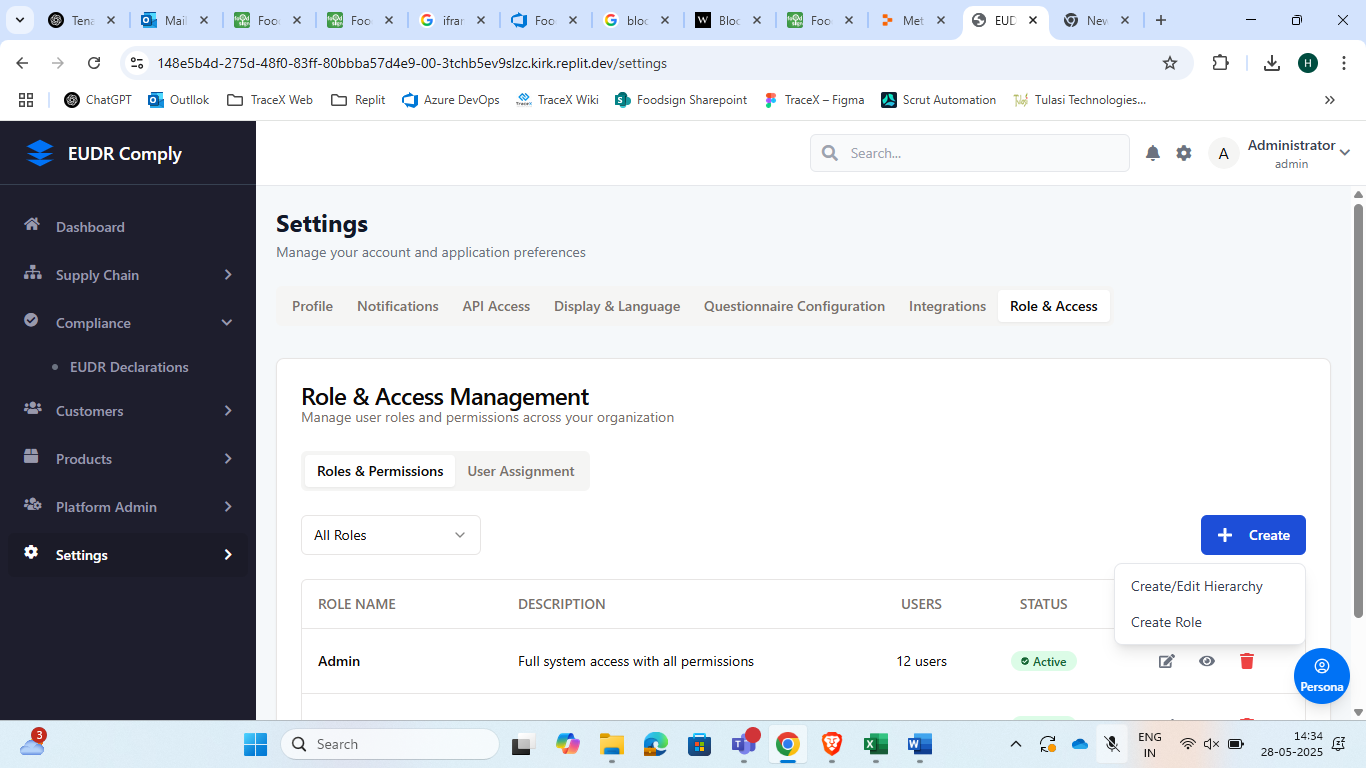 Tena
Mail
Foo
Foo
ifrar
Foo
bloc
Bloc
Foo
Met
EUD
New
148e5b4d-275d-48f0-83ff-80bbba57d4e9-00-3tchb5ev9slzc.kirk.replit.dev/settings
H
ChatGPT
Outllok
TraceX Web
Replit
Azure DevOps
TraceX Wiki
Foodsign Sharepoint
TraceX – Figma
Scrut Automation
Tulasi Technologies...
EUDR Comply
Search...
A
Administrator
admin
Dashboard
Supply Chain
Compliance
EUDR Declarations
Customers
Products
Platform Admin
Settings
Settings
Manage your account and application preferences
Profile
Notifications
API Access
Display & Language
Questionnaire Configuration
Integrations
Role & Access
Role & Access Management
Manage user roles and permissions across your organization
Roles & Permissions
User Assignment
All Roles
Create
Create/Edit Hierarchy
Create Role
ROLE NAME
DESCRIPTION
USERS
STATUS
Admin
Full system access with all permissions
12 users
Active
Persona
3
Search
ENG
IN
14:34
28-05-2025